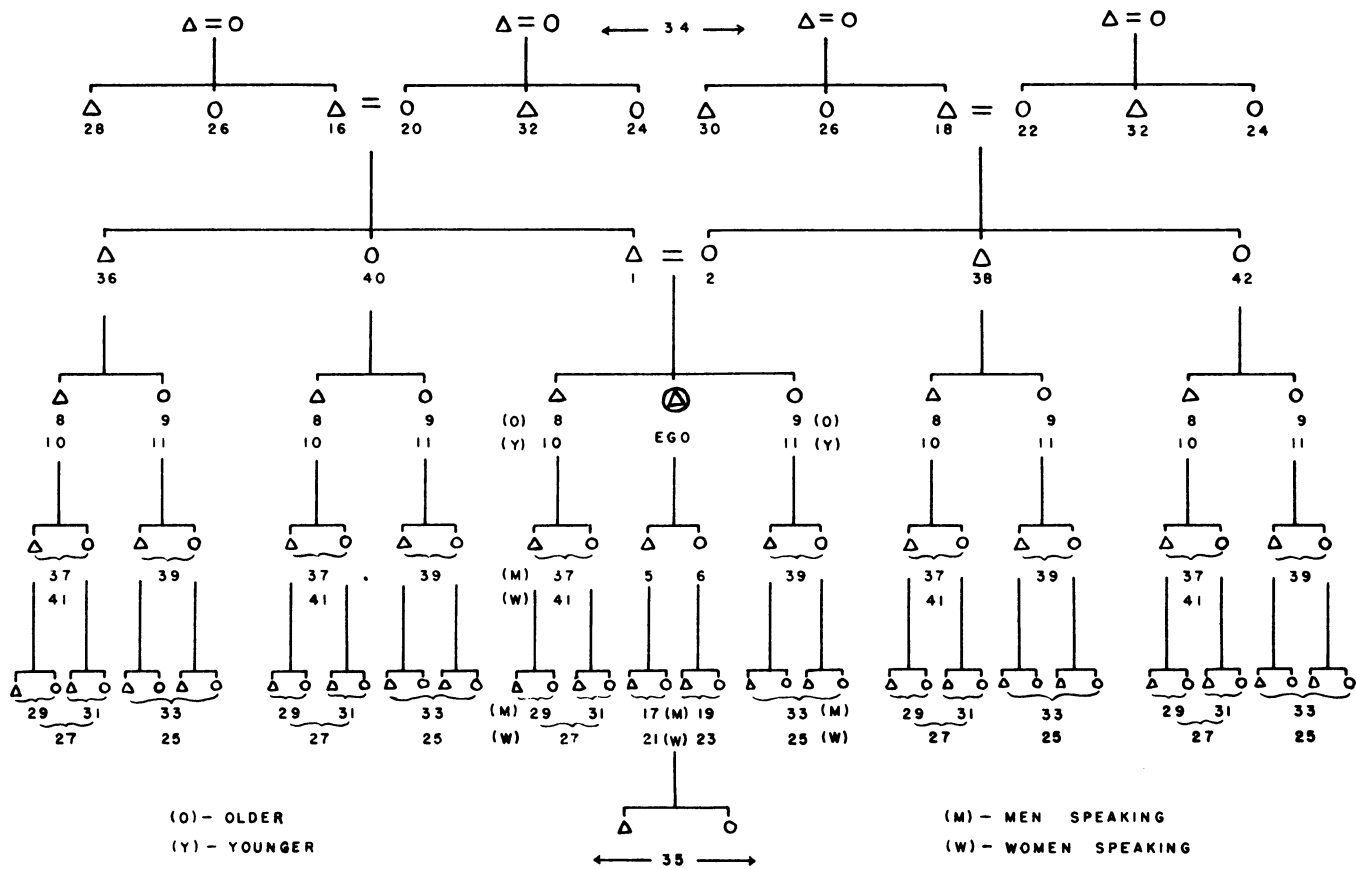 34
28 26 16 20 32 24 30 26 18 22 32 24
36 40 1 2 38 42
8 9 8 9 (O) 8 9 (O) 8 9 8 9
10 11 10 11 (Y) 10 EGO 11 (Y) 10 11 10 11
37 39 37 39 (M) 37 5 6 39 37 39 37 39
41 41 (W) 41 41 41
29 31 33 29 31 33 (M) 29 31 17 (M) 19 33 (M) 29 31 33 29 31 33
27 25 27 25 (W) 27 21 (W) 23 25 (W) 27 25 27 25
(O) - OLDER (M) - MEN SPEAKING
(Y) - YOUNGER (W) - WOMEN SPEAKING
35